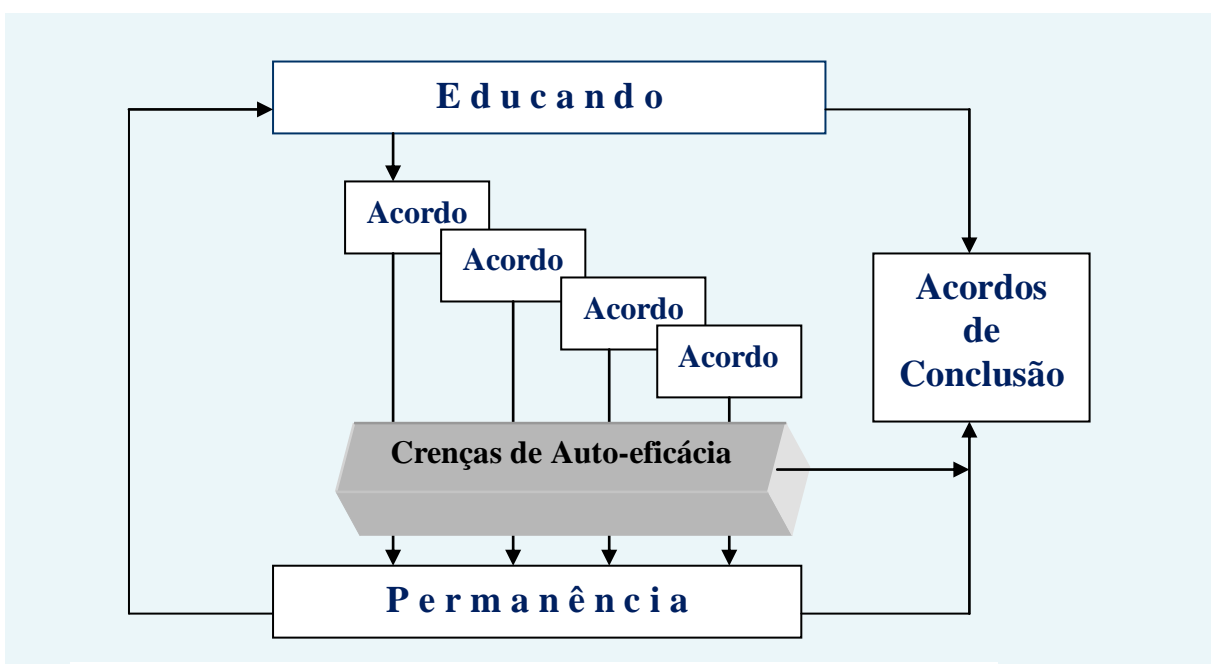 E d u c a n d o
Acordo
Acordo
Acordo
Acordo
Acordos
de
Conclusão
Crenças de Auto-eficácia
P e r m a n ê n c i a